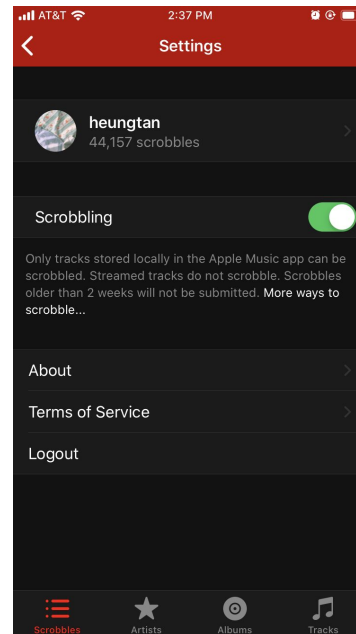 AT&T 2:37 PM
Settings
heungtan
44,157 scrobbles
Scrobbling
Only tracks stored locally in the Apple Music app can be
scrobbled. Streamed tracks do not scrobble. Scrobbles
older than 2 weeks will not be submitted. More ways to
scrobble...
About
Terms of Service
Logout
Scrobbles Artists Albums Tracks